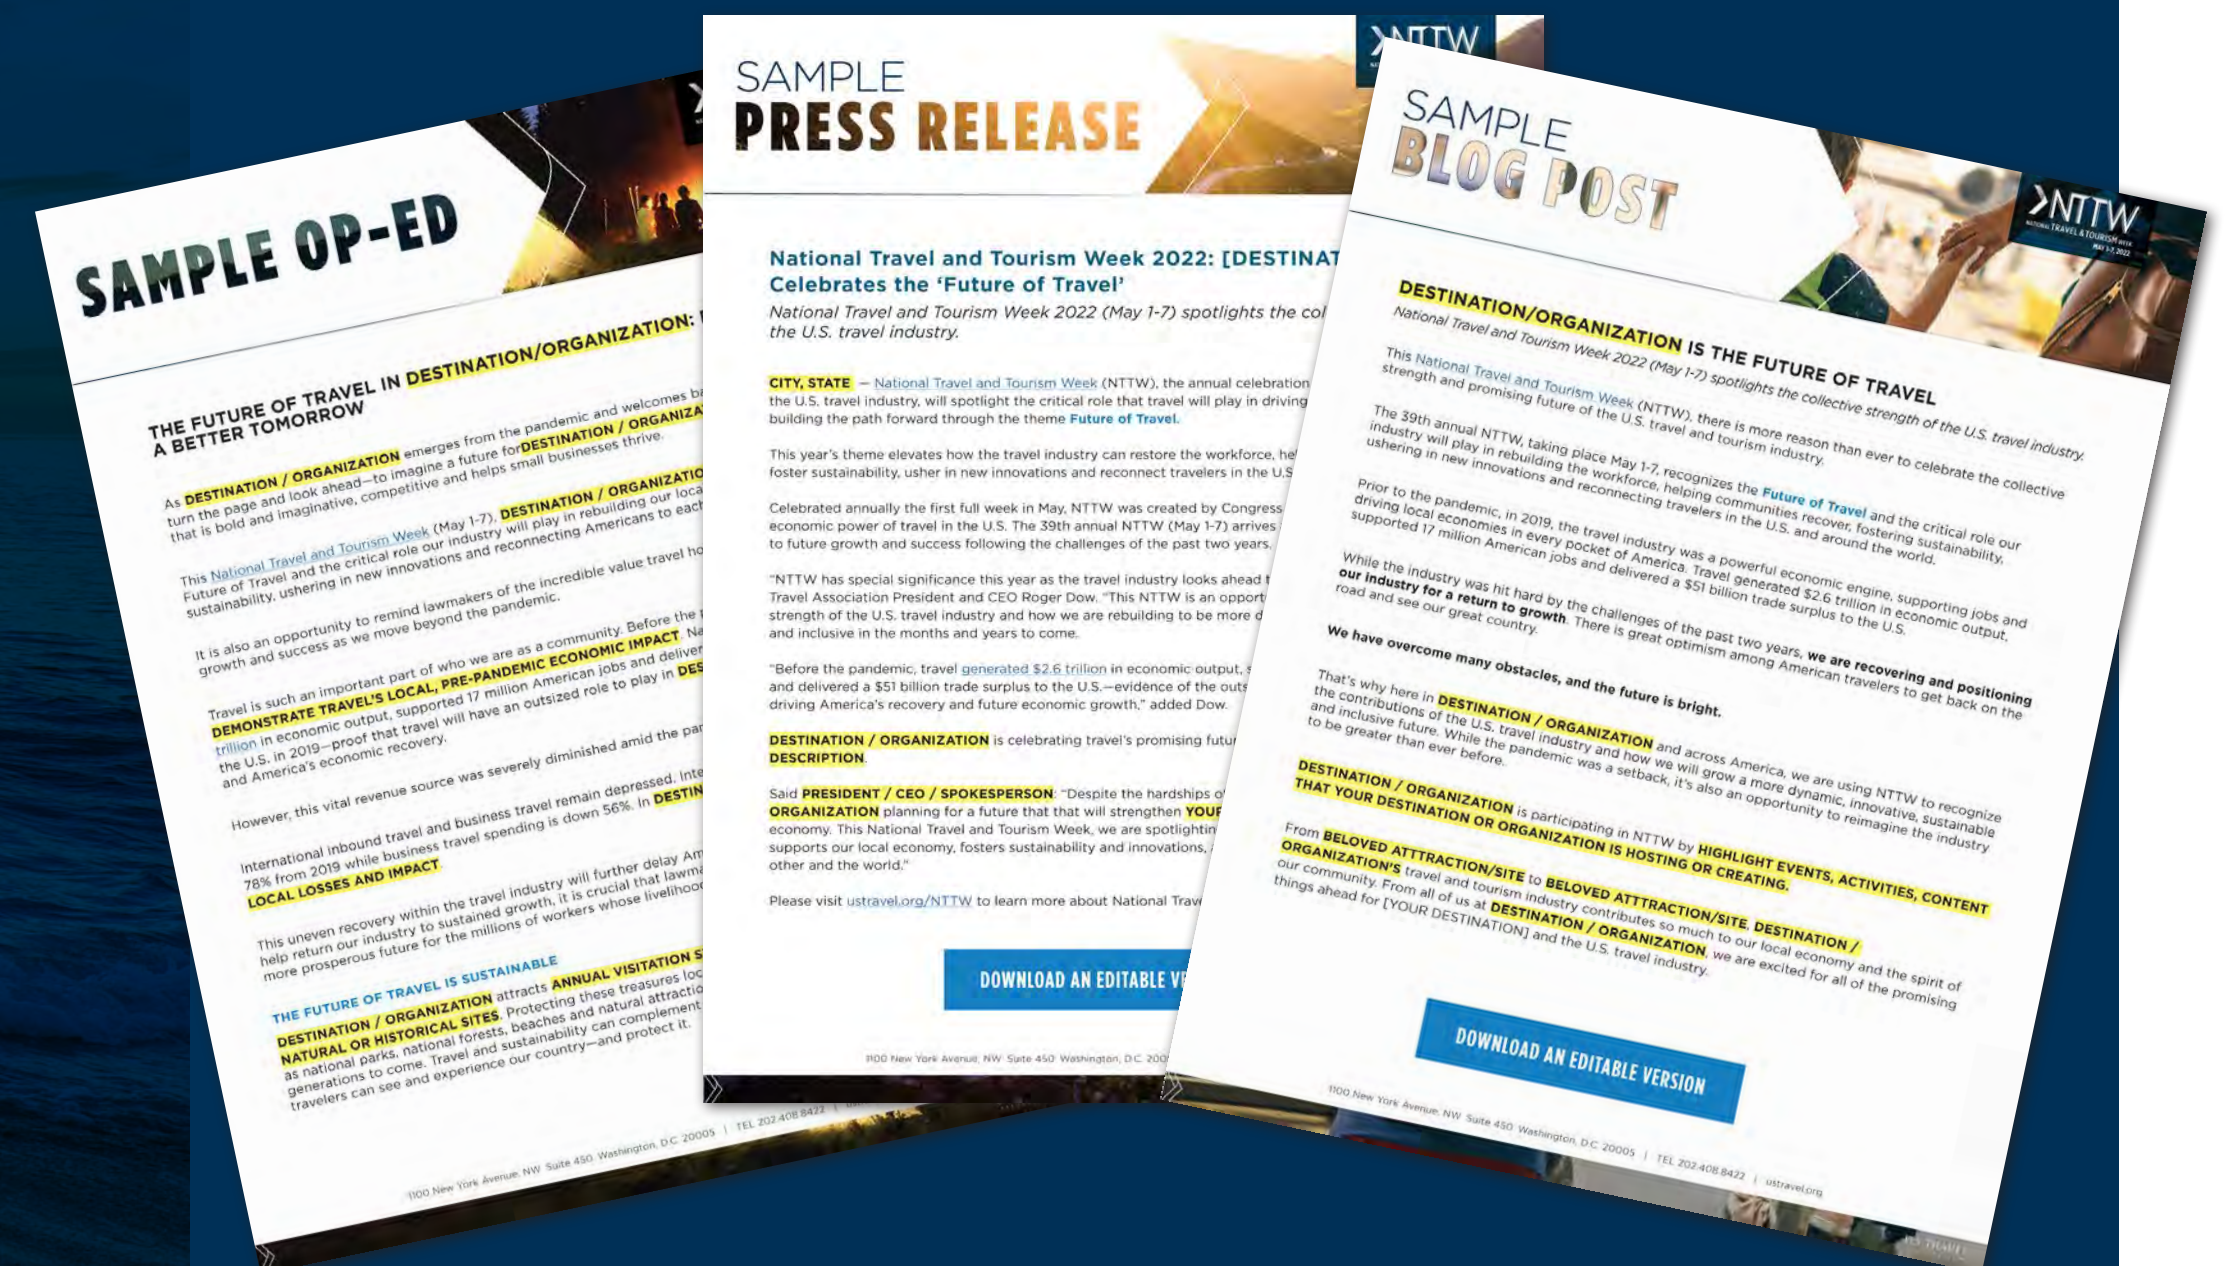 SAMPLE OP-ED
THE FUTURE OF TRAVEL IN DESTINATION/ORGANIZATION:
A BETTER TOMORROW
As DESTINATION / ORGANIZATION emerges from the pandemic and welcomes
turn the page and look ahead—to imagine a future forDESTINATION /
that is bold and imaginative, competitive and helps small businesses thrive.
This National Travel and Tourism Week (May 1-7), DESTINATION /
Future of Travel and the critical role our industry will play in rebuilding our
sustainability, ushering in new innovations and reconnecting Americans to each
It is also an opportunity to remind lawmakers of the incredible value travel
growth and success as we move beyond the pandemic.
Travel is such an important part of who we are as a community. Before the
DEMONSTRATE TRAVEL'S LOCAL, PRE-PANDEMIC ECONOMIC IMPACT.
trillion in economic output, supported 17 million American jobs and
the U.S. in 2019—proof that travel will have an outsized role to play in
and America's economic recovery.
However, this vital revenue source was severely diminished amid the
International inbound travel and business travel remain depressed.
78% from 2019 while business travel spending is down 56%. In
LOCAL LOSSES AND IMPACT.
This uneven recovery within the travel industry will further delay
help return our industry to sustained growth, it is crucial that
more prosperous future for the millions of workers whose
THE FUTURE OF TRAVEL IS SUSTAINABLE
DESTINATION / ORGANIZATION attracts ANNUAL VISITATION
NATURAL OR HISTORICAL SITES. Protecting these treasures
as national parks, national forests, beaches and natural
generations to come. Travel and sustainability can complement
travelers can see and experience our country—and protect it.
1100 New York Avenue, NW Suite 450 Washington, D.C. 20005 | TEL 202.408.8422 |
SAMPLE
PRESS RELEASE
NTTW
National Travel and Tourism Week 2022: [DESTINAT
Celebrates the ‘Future of Travel’
National Travel and Tourism Week 2022 (May 1-7) spotlights the col
the U.S. travel industry.
CITY, STATE — National Travel and Tourism Week (NTTW), the annual celebration
the U.S. travel industry, will spotlight the critical role that travel will play in driving
building the path forward through the theme Future of Travel.
This year's theme elevates how the travel industry can restore the workforce, he
foster sustainability, usher in new innovations and reconnect travelers in the U.S
Celebrated annually the first full week in May, NTTW was created by Congress
economic power of travel in the U.S. The 39th annual NTTW (May 1-7) arrives
to future growth and success following the challenges of the past two years.
“NTTW has special significance this year as the travel industry looks ahead t
Travel Association President and CEO Roger Dow. “This NTTW is an opport
strength of the U.S. travel industry and how we are rebuilding to be more d
and inclusive in the months and years to come.
“Before the pandemic, travel generated $2.6 trillion in economic output, s
and delivered a $51 billion trade surplus to the U.S.—evidence of the outs
driving America's recovery and future economic growth,” added Dow.
DESTINATION / ORGANIZATION is celebrating travel's promising futu
DESCRIPTION.
Said PRESIDENT / CEO / SPOKESPERSON: “Despite the hardships o
ORGANIZATION planning for a future that that will strengthen YOUR
economy. This National Travel and Tourism Week, we are spotlightin
supports our local economy, fosters sustainability and innovations,
other and the world.”
Please visit ustravel.org/NTTW to learn more about National Trav
DOWNLOAD AN EDITABLE VE
1100 New York Avenue, NW Suite 450 Washington, D.C. 200
SAMPLE
BLOG POST
NTTW
NATIONAL TRAVEL & TOURISM WEEK
MAY 1-7, 2022
DESTINATION/ORGANIZATION IS THE FUTURE OF TRAVEL
National Travel and Tourism Week 2022 (May 1-7) spotlights the collective strength of the U.S. travel industry.
This National Travel and Tourism Week (NTTW), there is more reason than ever to celebrate the collective
strength and promising future of the U.S. travel and tourism industry.
The 39th annual NTTW, taking place May 1-7, recognizes the Future of Travel and the critical role our
industry will play in rebuilding the workforce, helping communities recover, fostering sustainability,
ushering in new innovations and reconnecting travelers in the U.S. and around the world.
Prior to the pandemic, in 2019, the travel industry was a powerful economic engine, supporting jobs and
driving local economies in every pocket of America. Travel generated $2.6 trillion in economic output,
supported 17 million American jobs and delivered a $51 billion trade surplus to the U.S.
While the industry was hit hard by the challenges of the past two years, we are recovering and positioning
our industry for a return to growth. There is great optimism among American travelers to get back on the
road and see our great country.
We have overcome many obstacles, and the future is bright.
That's why here in DESTINATION / ORGANIZATION and across America, we are using NTTW to recognize
the contributions of the U.S. travel industry and how we will grow a more dynamic, innovative, sustainable
and inclusive future. While the pandemic was a setback, it's also an opportunity to reimagine the industry
to be greater than ever before.
DESTINATION / ORGANIZATION is participating in NTTW by HIGHLIGHT EVENTS, ACTIVITIES, CONTENT
THAT YOUR DESTINATION OR ORGANIZATION IS HOSTING OR CREATING.
From BELOVED ATTTRACTION/SITE to BELOVED ATTTRACTION/SITE, DESTINATION /
ORGANIZATION'S travel and tourism industry contributes so much to our local economy and the spirit of
our community. From all of us at DESTINATION / ORGANIZATION, we are excited for all of the promising
things ahead for [YOUR DESTINATION] and the U.S. travel industry.
DOWNLOAD AN EDITABLE VERSION
1100 New York Avenue, NW Suite 450 Washington, D.C. 20005 | TEL 202.408.8422 | ustravel.org